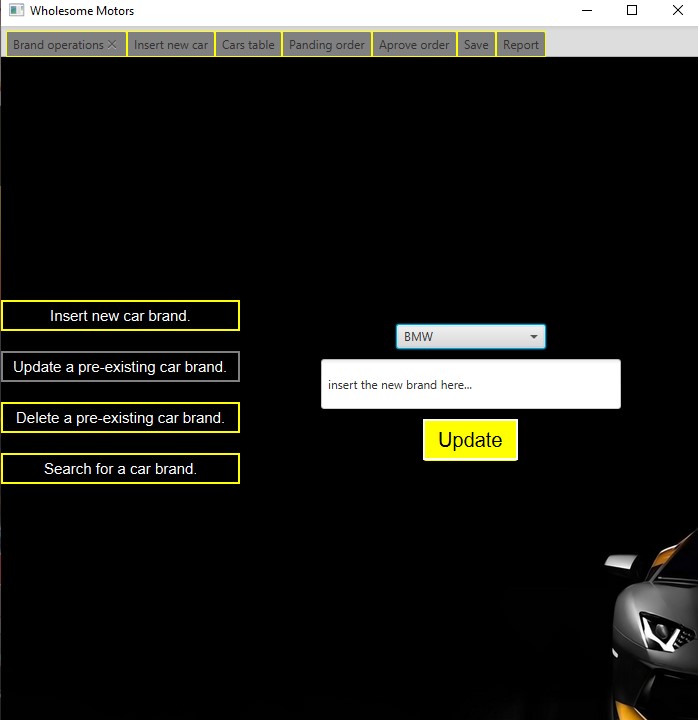 Wholesome Motors
Brand operations Insert new car Cars table Panding order Aprove order Save Report
Insert new car brand.
BMW
Update a pre-existing car brand.
insert the new brand here...
Delete a pre-existing car brand.
Update
Search for a car brand.